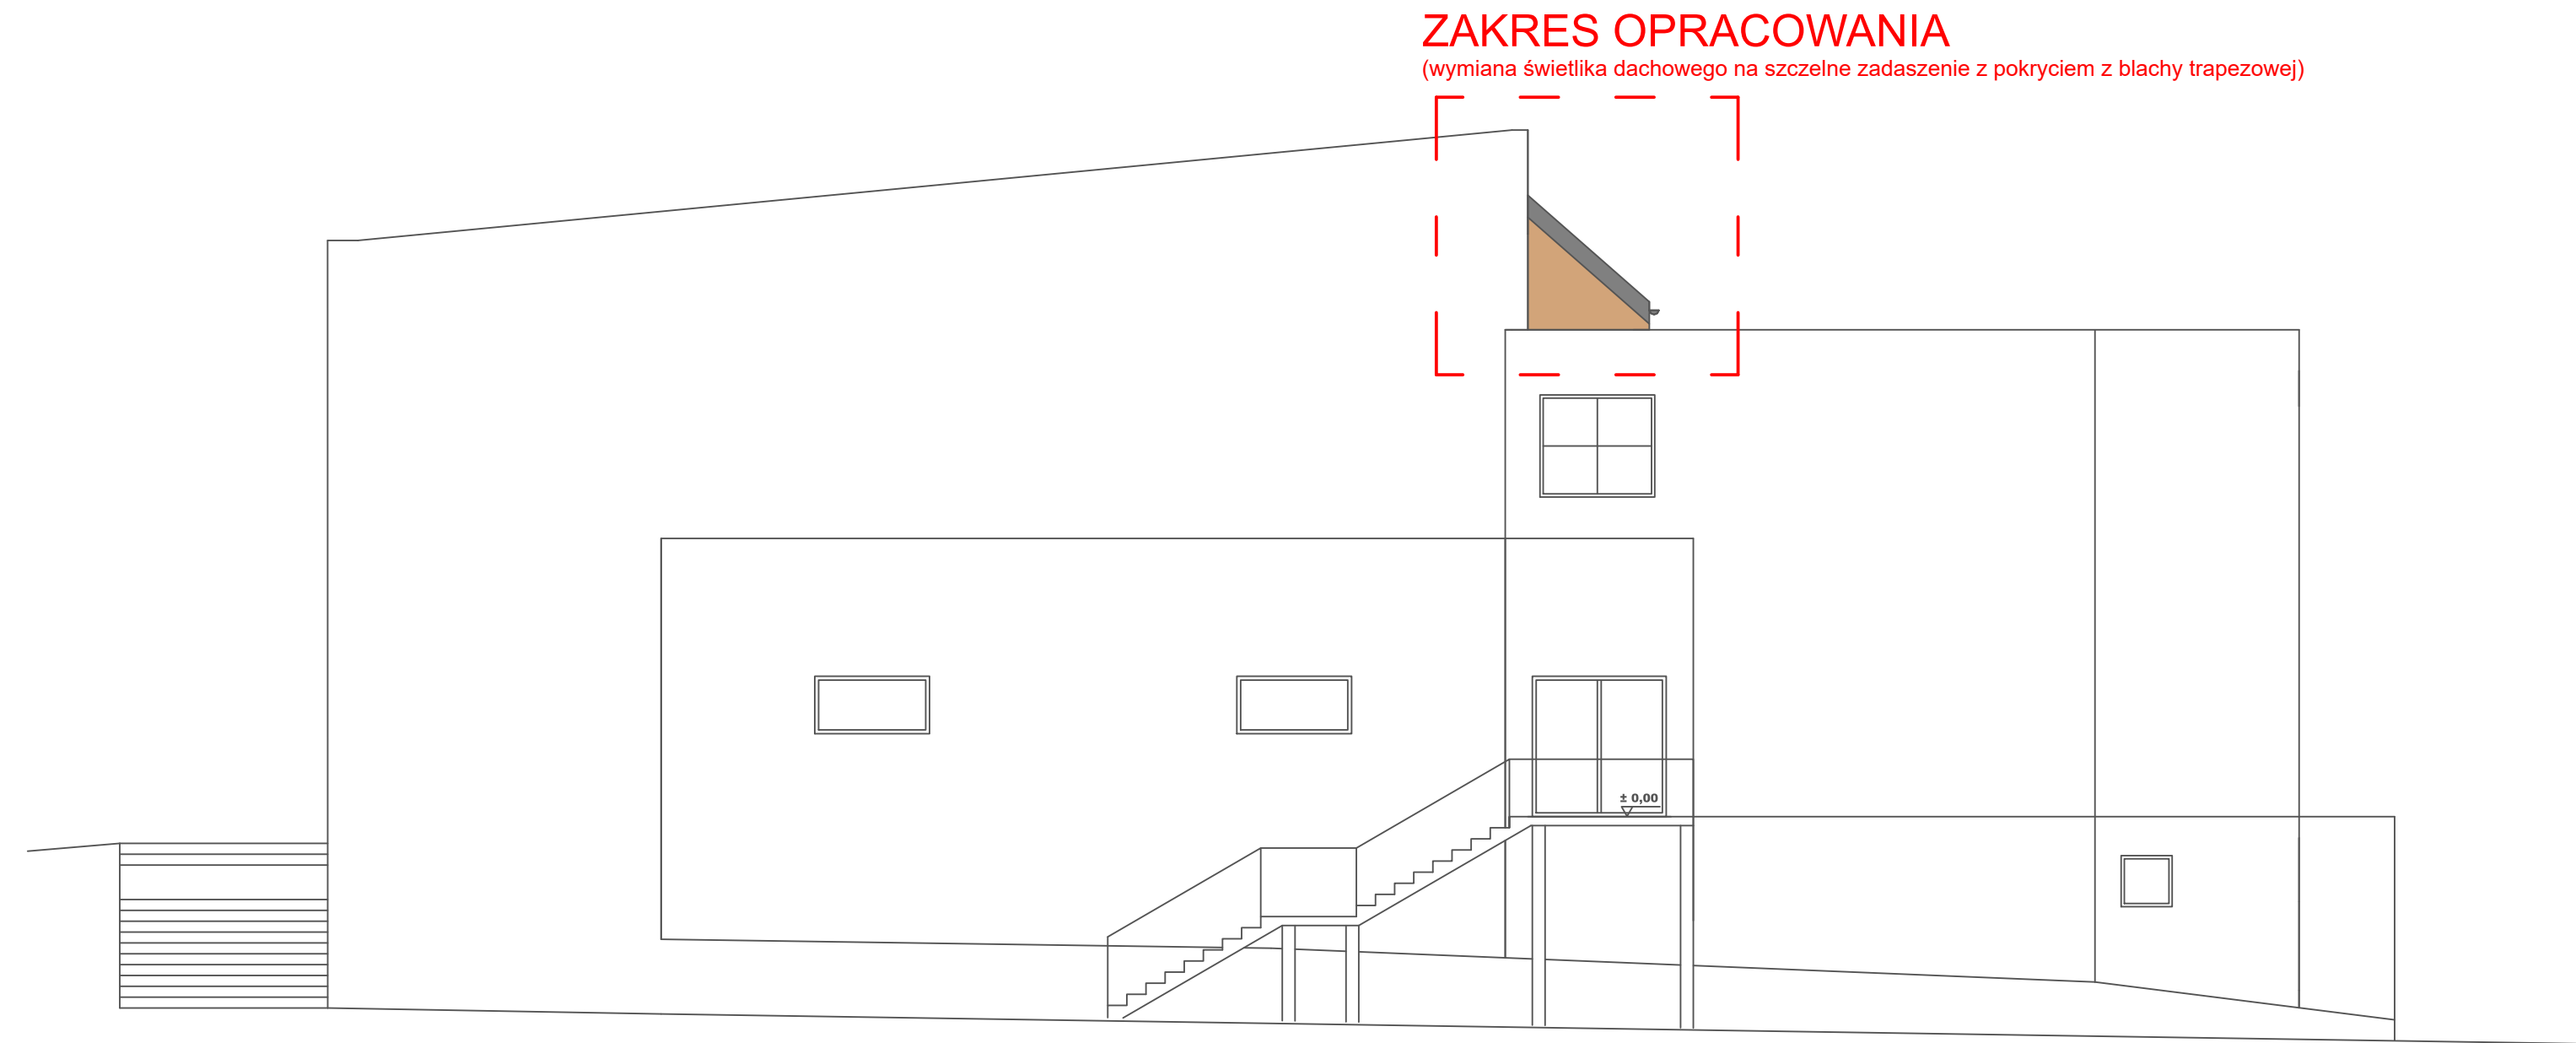 ZAKRES OPRACOWANIA
(wymiana świetlika dachowego na szczelne zadaszenie z pokryciem z blachy trapezowej)
± 0,00